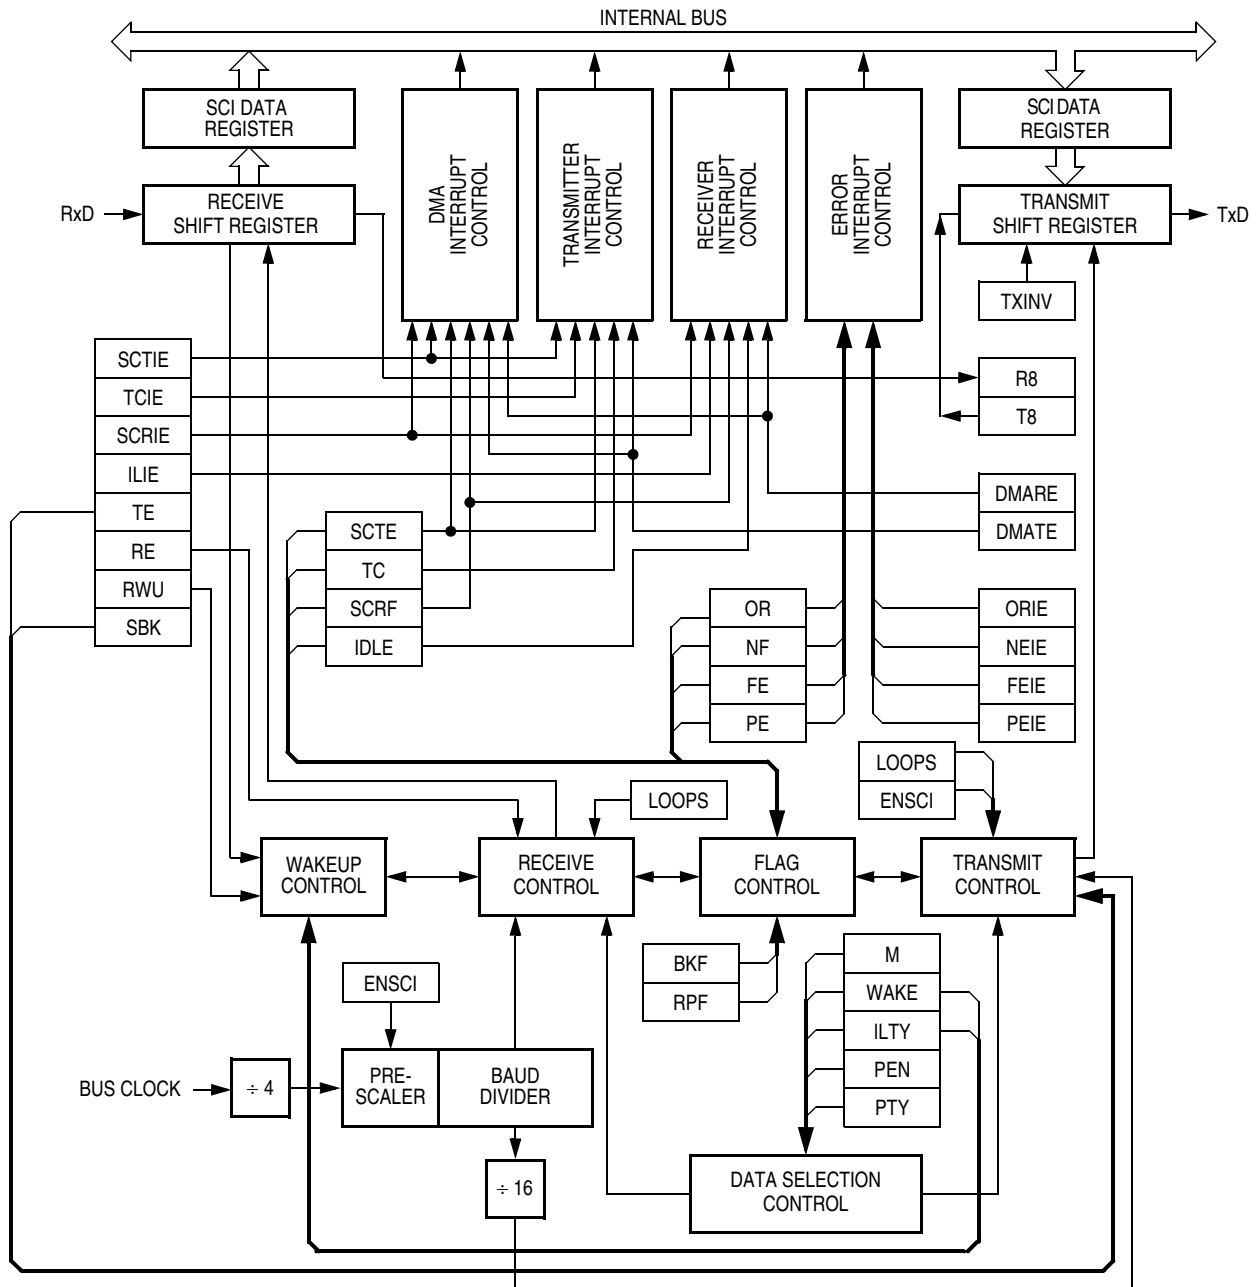 INTERNAL BUS
SCI DATA
REGISTER
DMA
INTERRUPT
CONTROL
TRANSMITTER
INTERRUPT
CONTROL
RECEIVER
INTERRUPT
CONTROL
ERROR
INTERRUPT
CONTROL
SCI DATA
REGISTER
RxD
RECEIVE
SHIFT REGISTER
TRANSMIT
SHIFT REGISTER
TxD
TXINV
SCTIE
TCIE
SCRIE
ILIE
TE
RE
RWU
SBK
R8
T8
DMARE
DMATE
SCTE
TC
SCRF
IDLE
OR
NF
FE
PE
ORIE
NEIE
FEIE
PEIE
LOOPS
ENSCI
LOOPS
WAKEUP
CONTROL
RECEIVE
CONTROL
FLAG
CONTROL
TRANSMIT
CONTROL
BKF
RPF
M
WAKE
ILTY
PEN
PTY
ENSCI
BUS CLOCK
÷ 4
PRE-
SCALER
BAUD
DIVIDER
÷ 16
DATA SELECTION
CONTROL